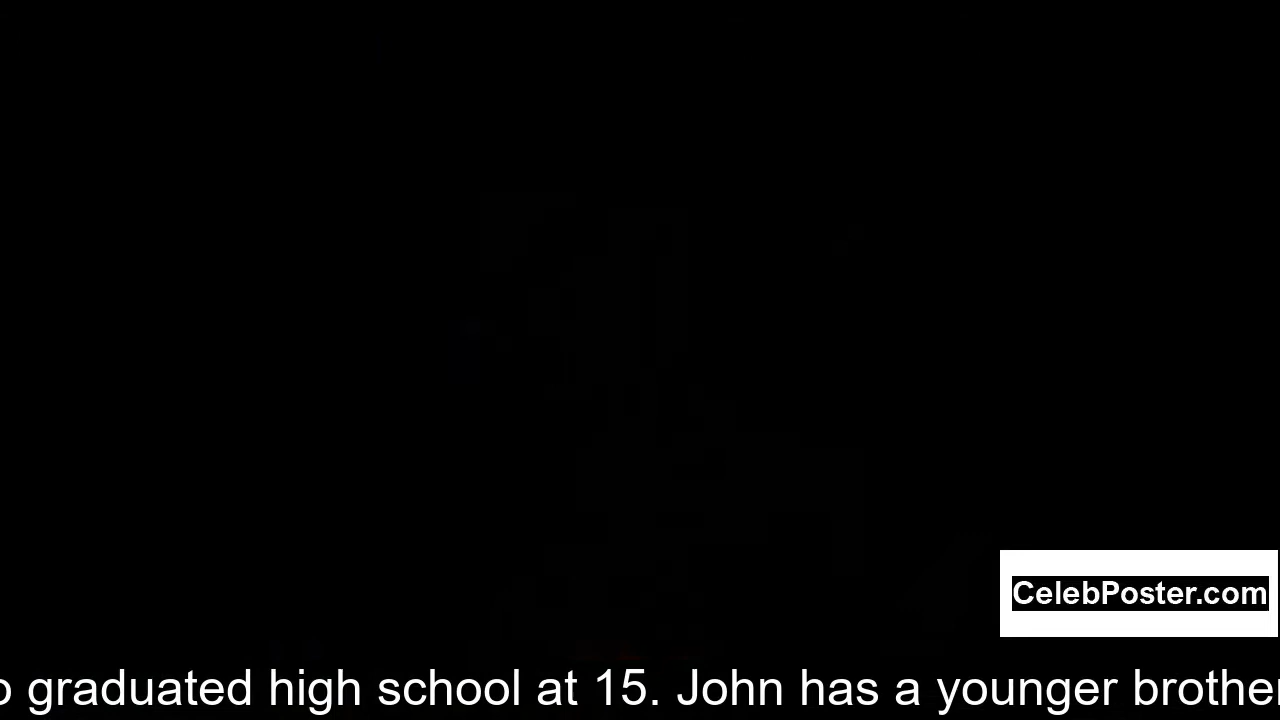 CelebPoster.com
o graduated high school at 15. John has a younger brother